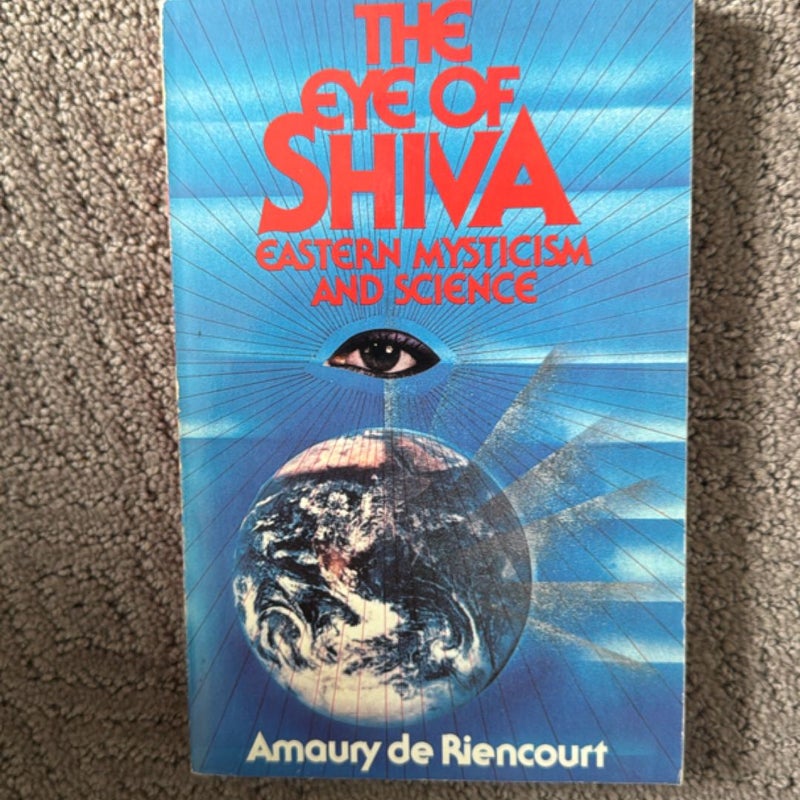 THE
EYE OF
SHIVA
EASTERN MYSTICISM
AND SCIENCE
Amaury de Riencourt